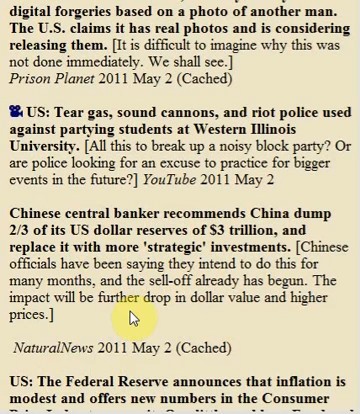 digital forgeries based on a photo of another man.
The U.S. claims it has real photos and is considering
releasing them. [It is difficult to imagine why this was
not done immediately. We shall see.]
Prison Planet 2011 May 2 (Cached)
US: Tear gas, sound cannons, and riot police used
against partying students at Western Illinois
University. [All this to break up a noisy block party? Or
are police looking for an excuse to practice for bigger
events in the future?] YouTube 2011 May 2
Chinese central banker recommends China dump
2/3 of its US dollar reserves of $3 trillion, and
replace it with more 'strategic' investments. [Chinese
officials have been saying they intend to do this for
many months, and the sell-off already has begun. The
impact will be further drop in dollar value and higher
prices.]
NaturalNews 2011 May 2 (Cached)
US: The Federal Reserve announces that inflation is
modest and offers new numbers in the Consumer